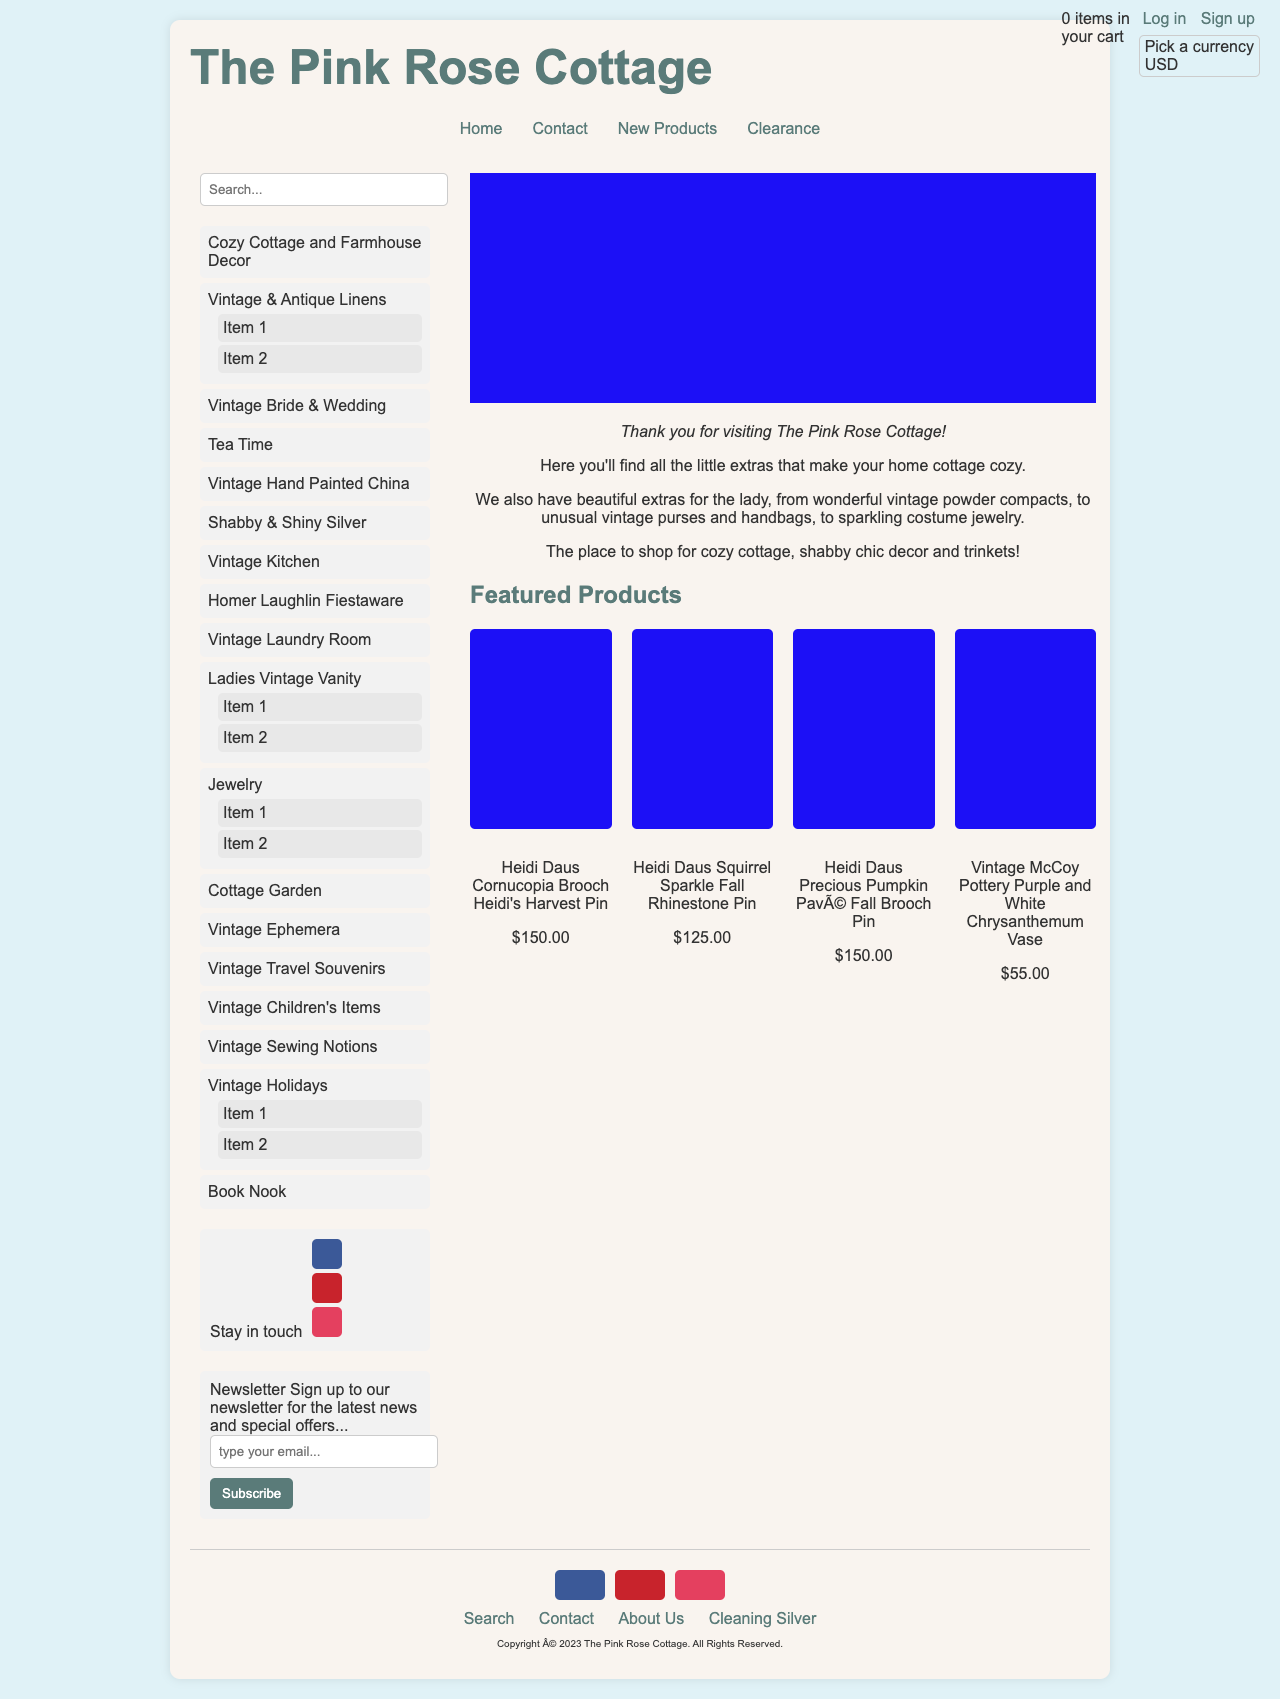 0 items in
your cart
Log in
Sign up
Pick a currency
USD
The Pink Rose Cottage
Home
Contact
New Products
Clearance
Search...
Cozy Cottage and Farmhouse
Decor
Vintage & Antique Linens
Item 1
Item 2
Vintage Bride & Wedding
Tea Time
Vintage Hand Painted China
Shabby & Shiny Silver
Vintage Kitchen
Homer Laughlin Fiestaware
Vintage Laundry Room
Ladies Vintage Vanity
Item 1
Item 2
Jewelry
Item 1
Item 2
Cottage Garden
Vintage Ephemera
Vintage Travel Souvenirs
Vintage Children's Items
Vintage Sewing Notions
Vintage Holidays
Item 1
Item 2
Book Nook
Stay in touch
Newsletter Sign up to our
newsletter for the latest news
and special offers...
type your email...
Subscribe
Thank you for visiting The Pink Rose Cottage!
Here you'll find all the little extras that make your home cottage cozy.
We also have beautiful extras for the lady, from wonderful vintage powder compacts, to
unusual vintage purses and handbags, to sparkling costume jewelry.
The place to shop for cozy cottage, shabby chic decor and trinkets!
Featured Products
Heidi Daus
Cornucopia Brooch
Heidi's Harvest Pin
$150.00
Heidi Daus Squirrel
Sparkle Fall
Rhinestone Pin
$125.00
Heidi Daus
Precious Pumpkin
PavÃ© Fall Brooch
Pin
$150.00
Vintage McCoy
Pottery Purple and
White
Chrysanthemum
Vase
$55.00
Search
Contact
About Us
Cleaning Silver
Copyright Â© 2023 The Pink Rose Cottage. All Rights Reserved.